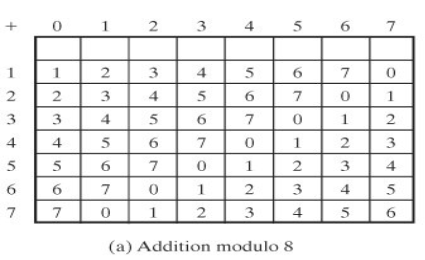 + 0 1 2 3 4 5 6 7
1 1 2 3 4 5 6 7 0
2 2 3 4 5 6 7 0 1
3 3 4 5 6 7 0 1 2
4 4 5 6 7 0 1 2 3
5 5 6 7 0 1 2 3 4
6 6 7 0 1 2 3 4 5
7 7 0 1 2 3 4 5 6
(a) Addition modulo 8